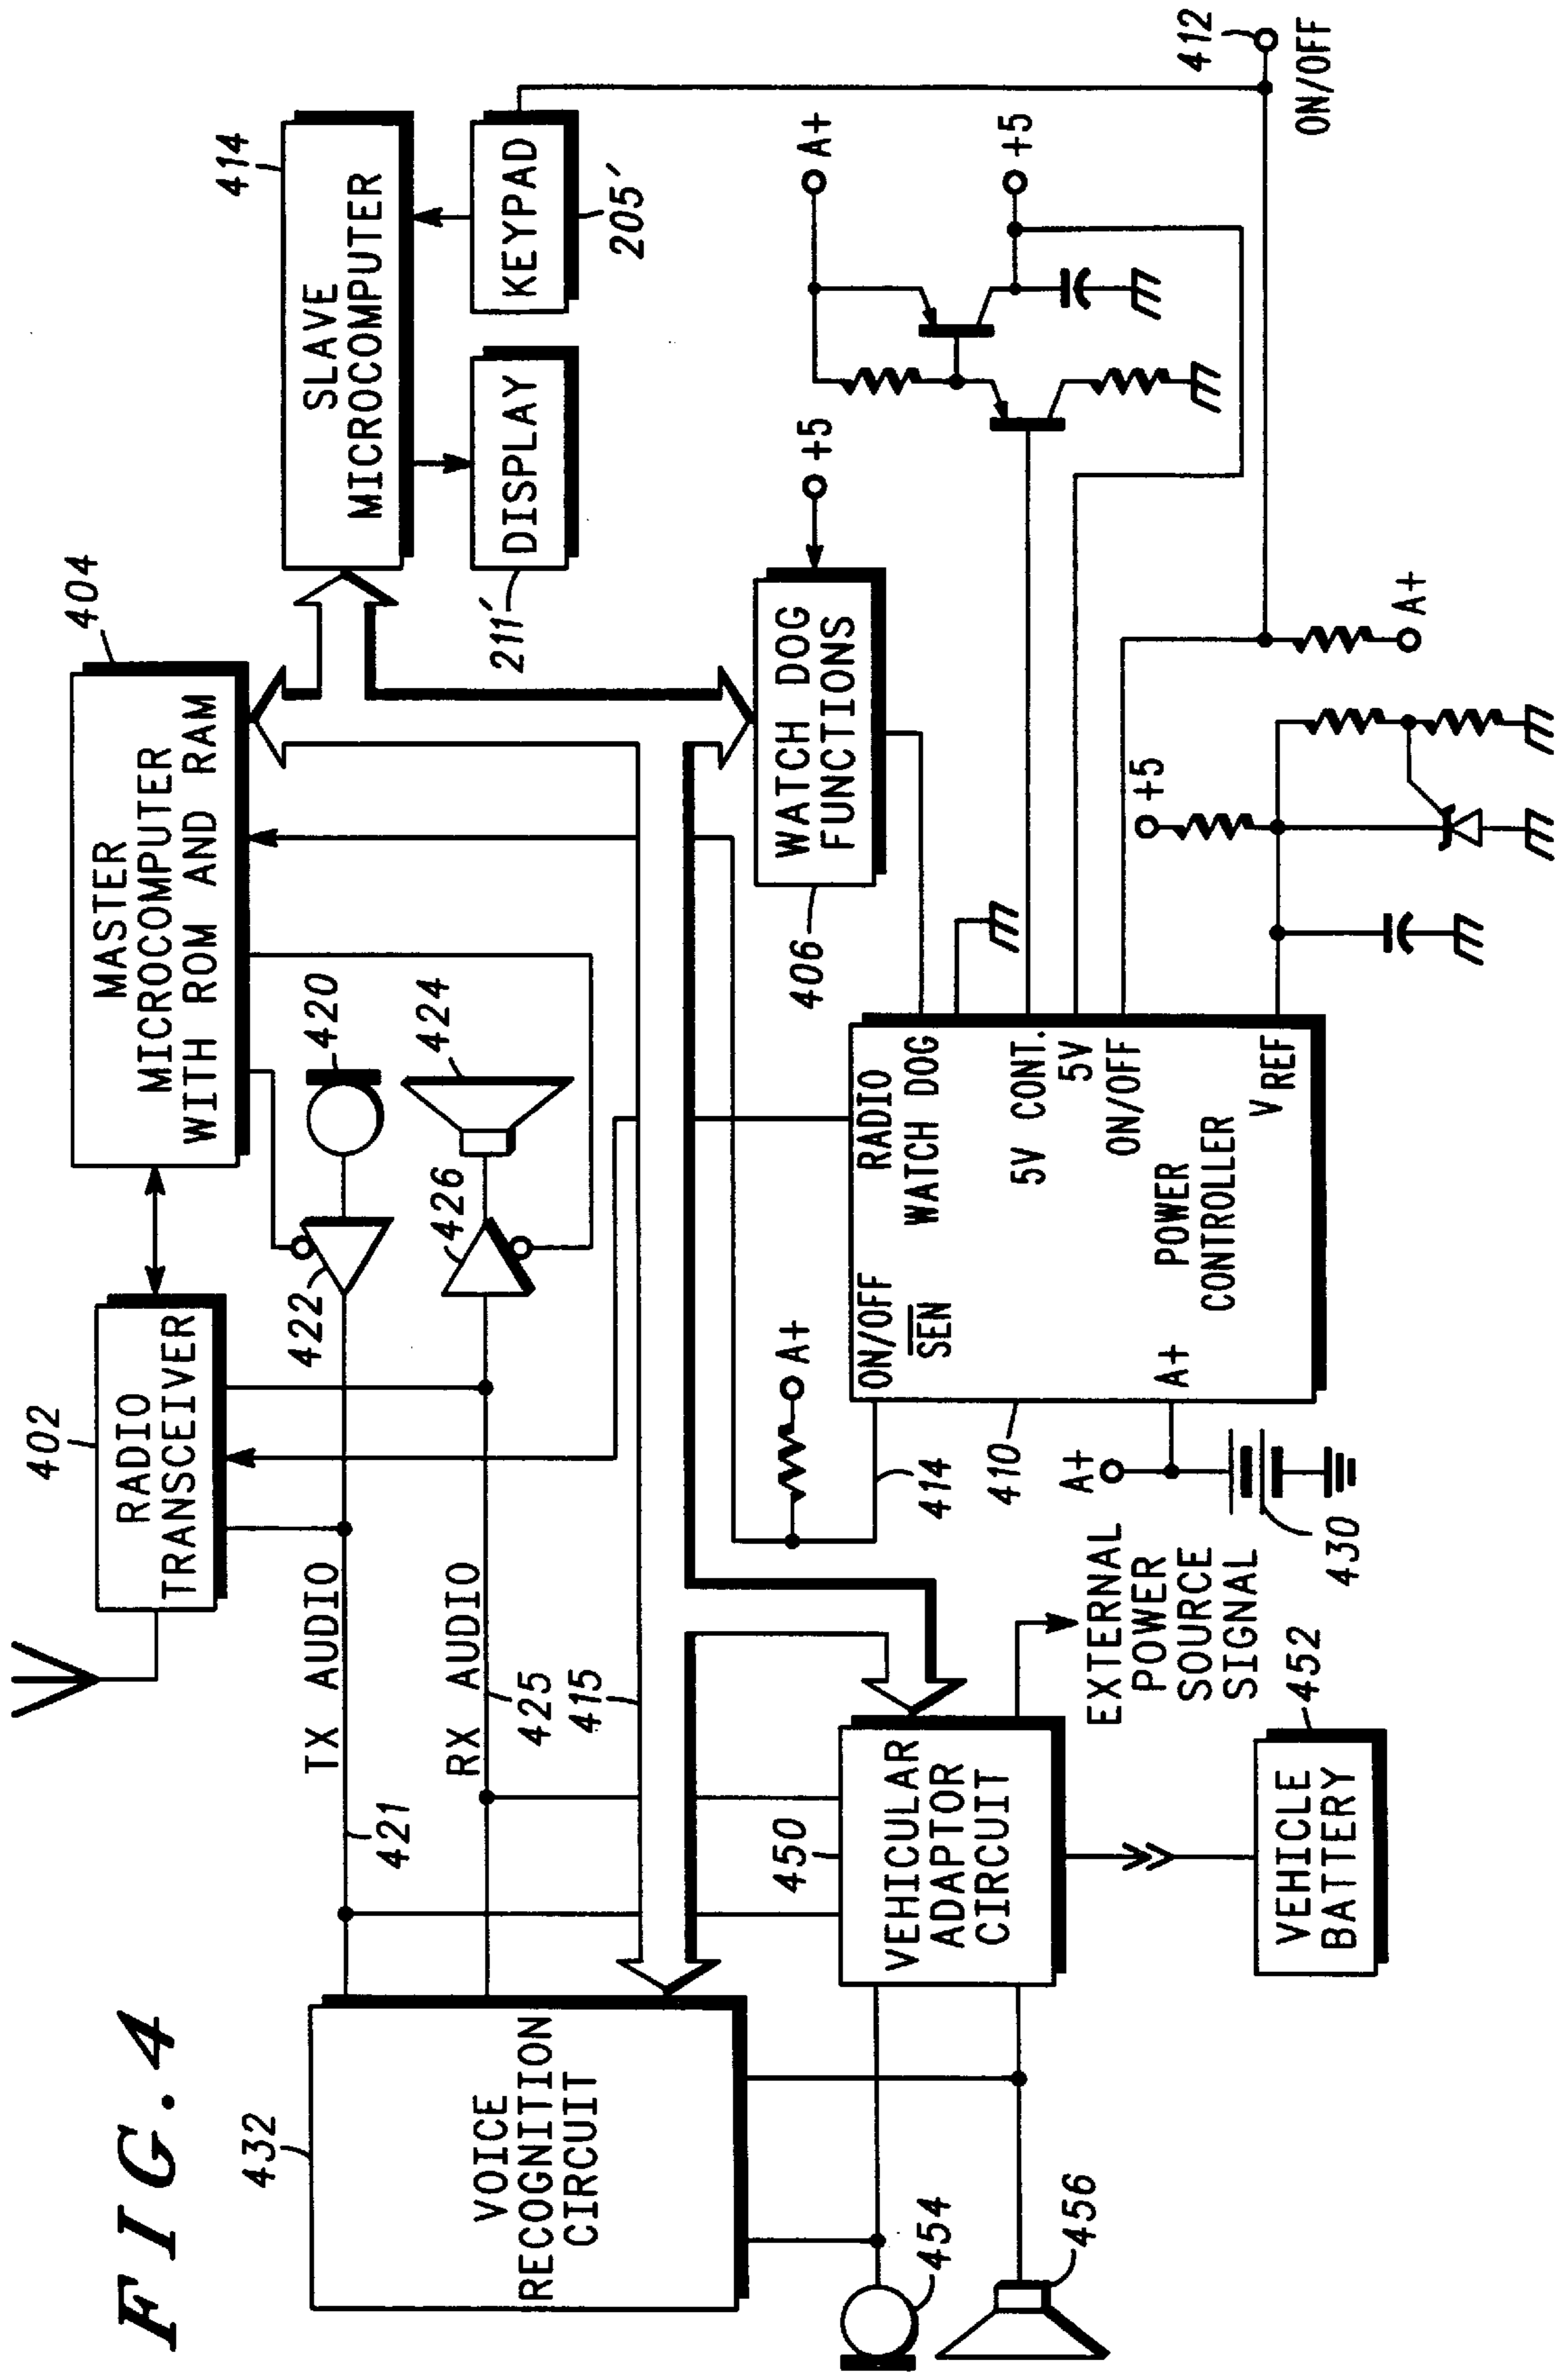 FIG.4
402
RADIO
TRANSCEIVER
404
MASTER
MICROCOMPUTER
WITH ROM AND RAM
414
SLAVE
MICROCOMPUTER
DISPLAY
211'
KEYPAD
205'
432
VOICE
RECOGNITION
CIRCUIT
TX AUDIO
421
RX AUDIO
425
415
422
420
426
424
406
WATCH DOG
FUNCTIONS
+5
A+
+5
412
ON/OFF
450
VEHICULAR
ADAPTOR
CIRCUIT
EXTERNAL
POWER
SOURCE
SIGNAL
452
VEHICLE
BATTERY
454
456
A+
414
410
A+
430
ON/OFF
SEN
A+
RADIO
WATCH DOG
5V CONT.
5V
ON/OFF
POWER
CONTROLLER
VREF
+5
A+